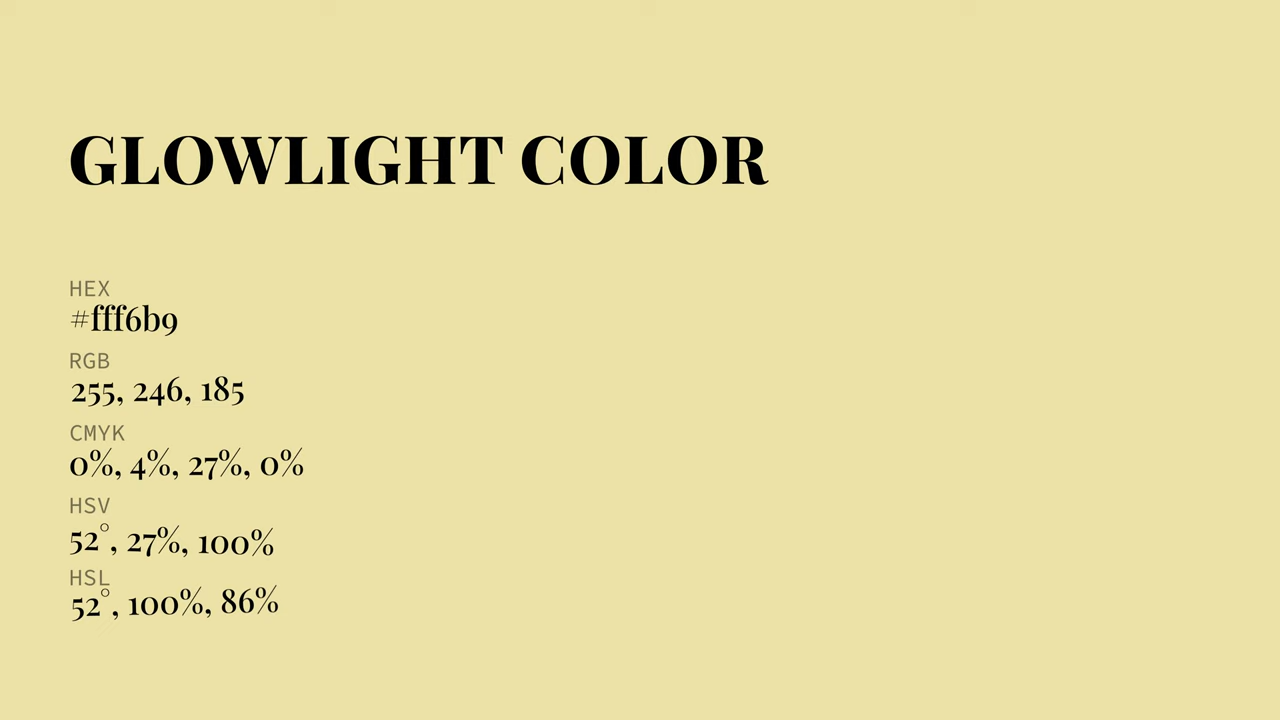 GLOWLIGHT COLOR
HEX
#fff6b9
RGB
255, 246, 185
CMYK
0%, 4%, 27%, 0%
HSV
52°, 27%, 100%
HSL
52°, 100%, 86%